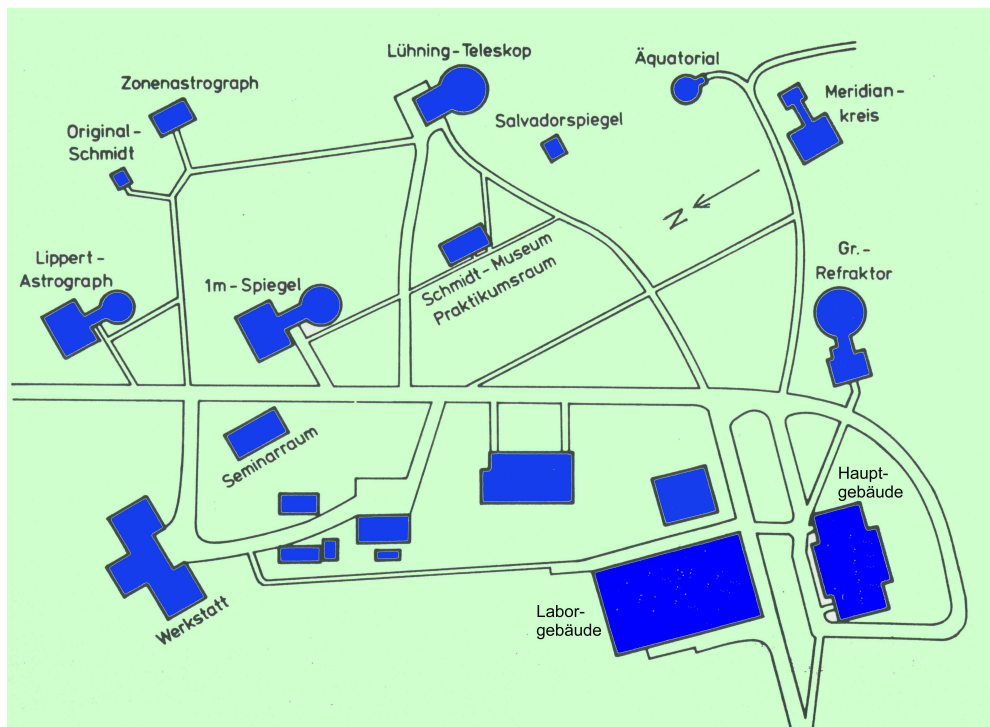 Lühning-Teleskop
Äquatorial
Zonenastrograph
Meridian-
kreis
Salvadorspiegel
Original-
Schmidt
N
Lippert-
Astrograph
1m-Spiegel
Schmidt-Museum
Praktikumsraum
Gr.-
Refraktor
Seminarraum
Haupt-
gebäude
Werkstatt
Labor-
gebäude